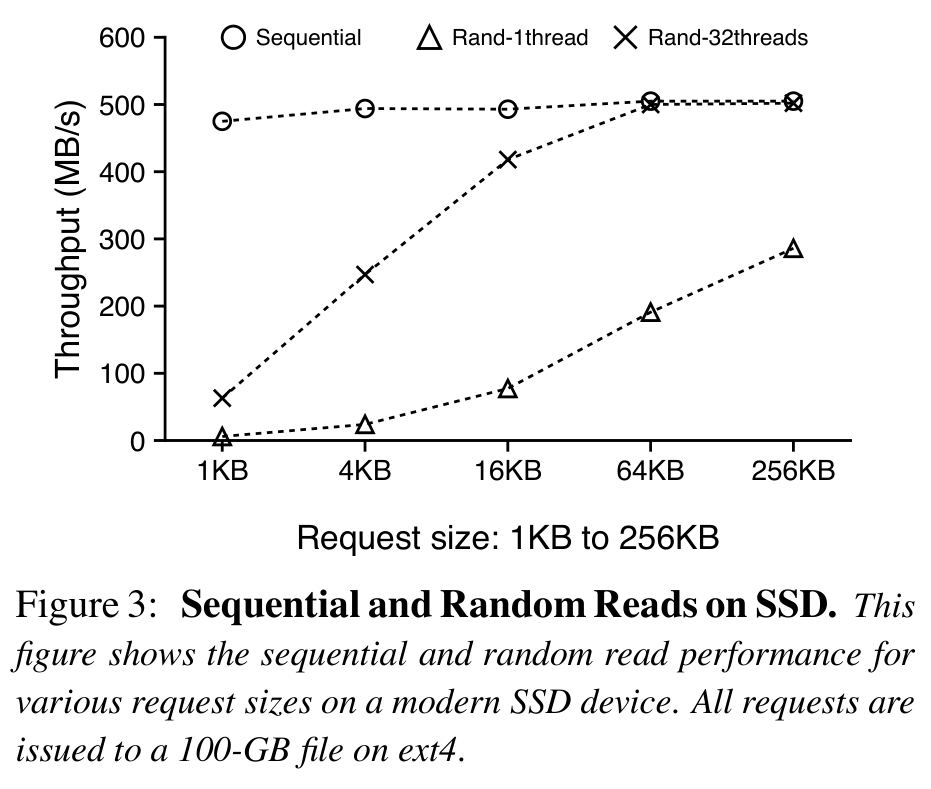 Sequential Rand-1thread Rand-32threads
600
500
400
300
200
100
0
Throughput (MB/s)
1KB 4KB 16KB 64KB 256KB
Request size: 1KB to 256KB
Figure 3: Sequential and Random Reads on SSD. This
figure shows the sequential and random read performance for
various request sizes on a modern SSD device. All requests are
issued to a 100-GB file on ext4.